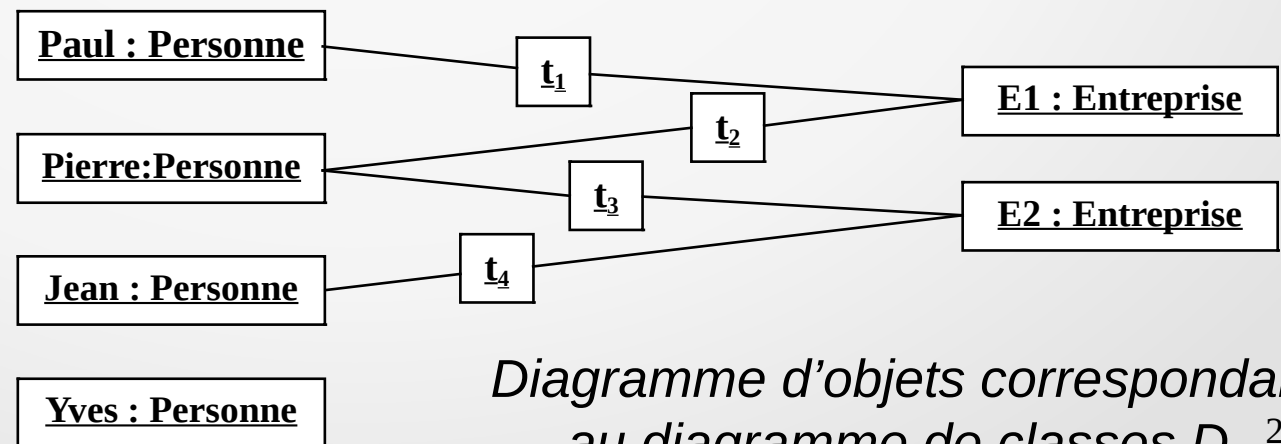 Paul : Personne
t1
E1 : Entreprise
t2
Pierre:Personne
t3
E2 : Entreprise
t4
Jean : Personne
Diagramme d’objets
Yves : Personne
au diagramme de classes D 2